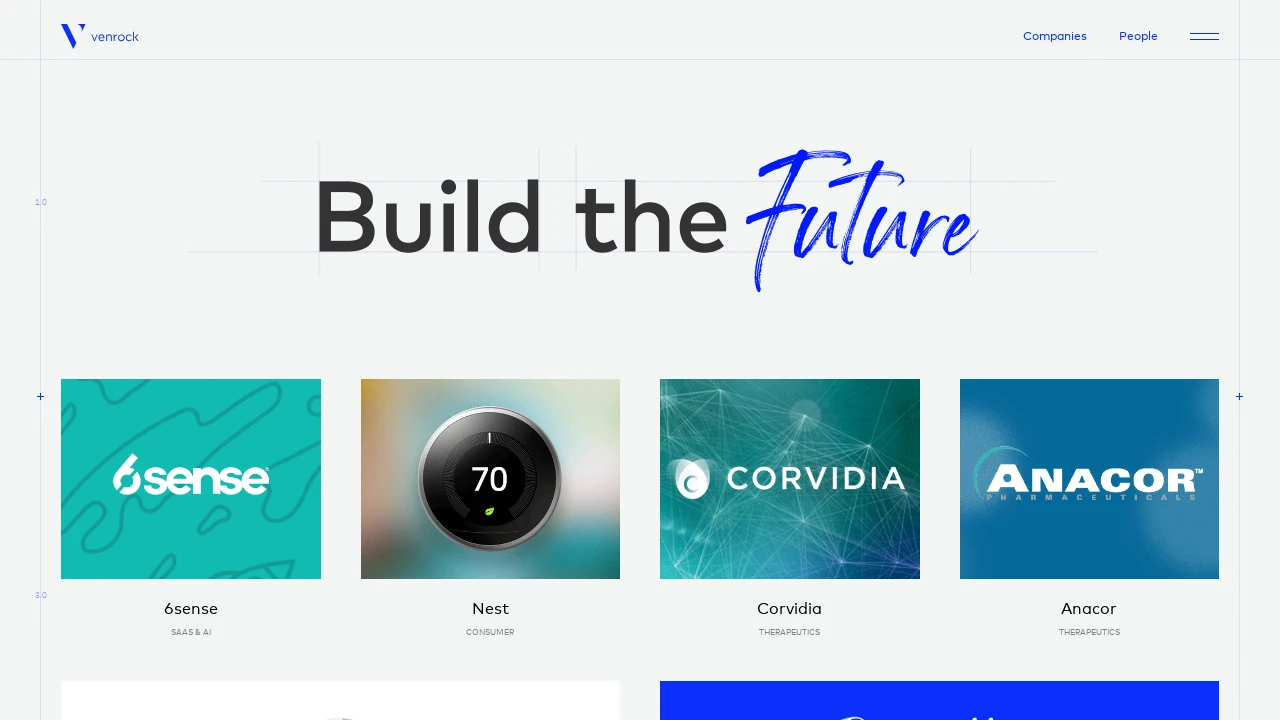 venrock
Companies
People
Build the Future
1.0
6sense
70
CORVIDIA
ANACOR™
PHARMACEUTICALS
3.0
6sense
Nest
Corvidia
Anacor
SAAS & AI
CONSUMER
THERAPEUTICS
THERAPEUTICS